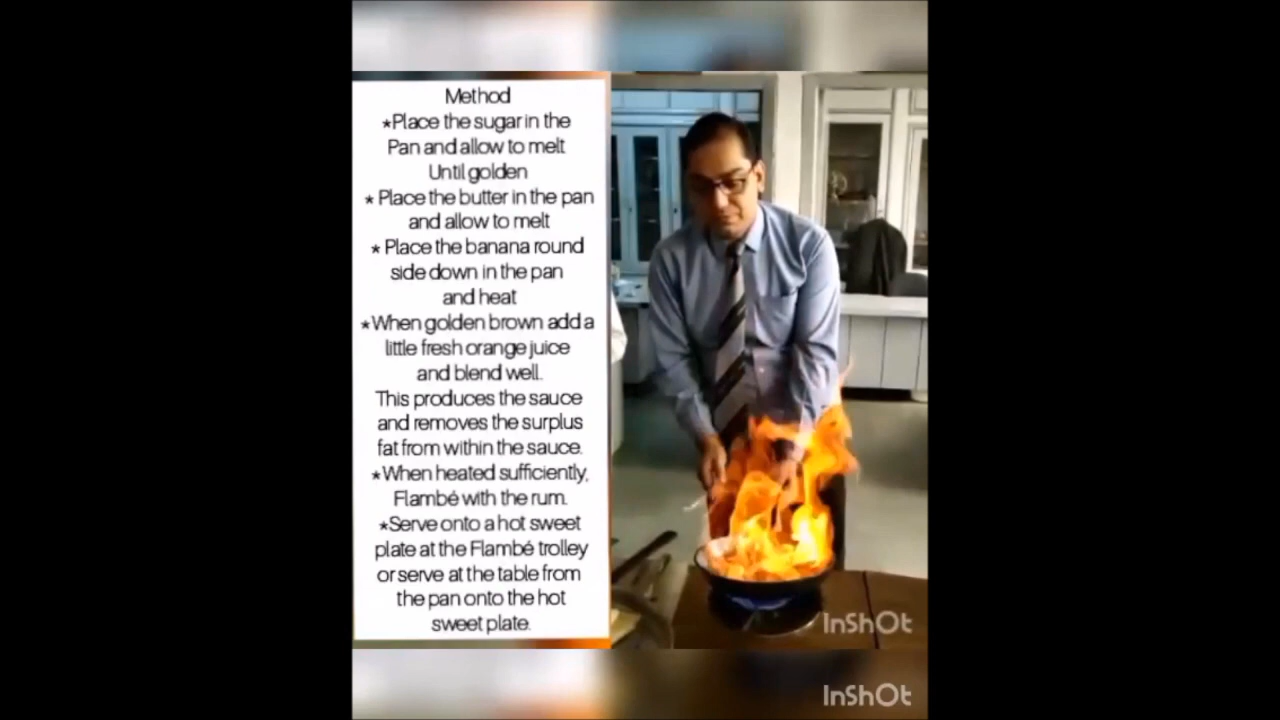 Method
*Place the sugar in the
Pan and allow to melt
Until golden
* Place the butter in the pan
and allow to melt
* Place the banana round
side down in the pan
and heat
*When golden brown add a
little fresh orange juice
and blend well.
This produces the sauce
and removes the surplus
fat from within the sauce.
*When heated sufficiently,
Flambé with the rum.
*Serve onto a hot sweet
plate at the Flambé trolley
or serve at the table from
the pan onto the hot
sweet plate.
InShOt
InShOt